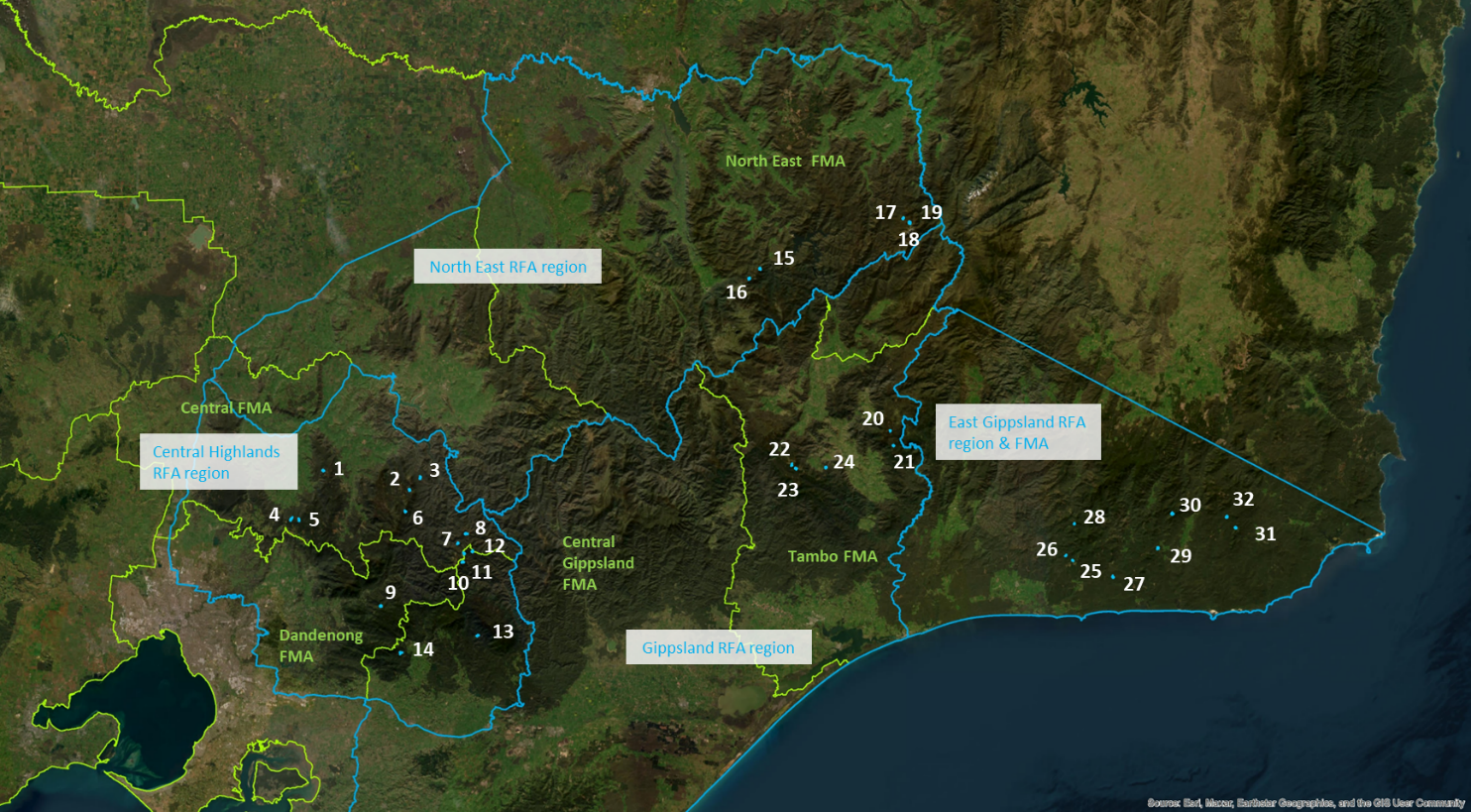 North East  FMA
17
19
18
North East RFA region
15
16
Central FMA
20
East Gippsland RFA
region & FMA
Central Highlands
RFA region
1
2
3
22
24
21
23
4
5
6
30
32
28
31
7
8
12
Central
Gippsland
FMA
Tambo FMA
26
29
25
11
10
27
9
Dandenong
FMA
13
14
Gippsland RFA region
Source: Esri, Maxar, Earthstar Geographics, and the GIS User Community